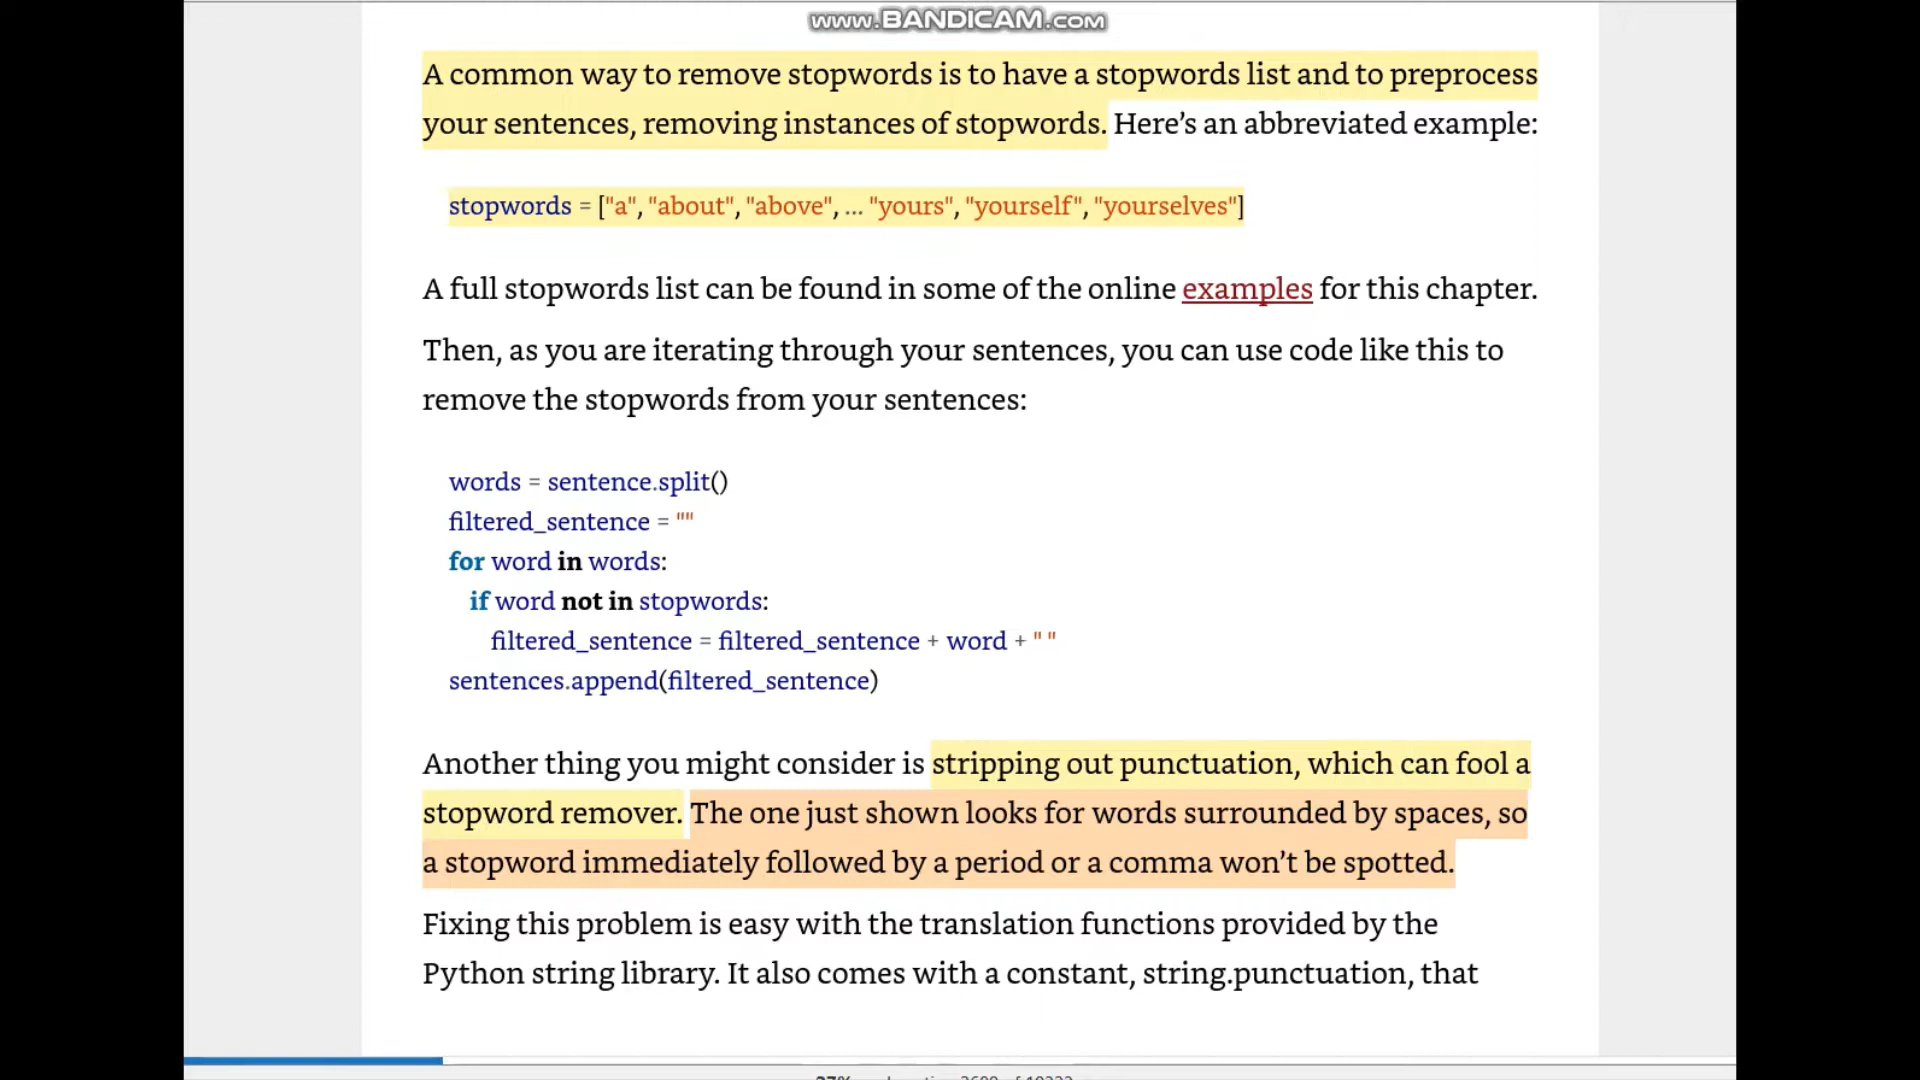 www.BANDICAM.com
A common way to remove stopwords is to have a stopwords list and to preprocess
your sentences, removing instances of stopwords. Here’s an abbreviated example:
stopwords = ["a", "about", "above", ... "yours", "yourself", "yourselves"]
A full stopwords list can be found in some of the online examples for this chapter.
Then, as you are iterating through your sentences, you can use code like this to
remove the stopwords from your sentences:
words = sentence.split()
filtered_sentence = ""
for word in words:
if word not in stopwords:
filtered_sentence = filtered_sentence + word + " "
sentences.append(filtered_sentence)
Another thing you might consider is stripping out punctuation, which can fool a
stopword remover. The one just shown looks for words surrounded by spaces, so
a stopword immediately followed by a period or a comma won’t be spotted.
Fixing this problem is easy with the translation functions provided by the
Python string library. It also comes with a constant, string.punctuation, that